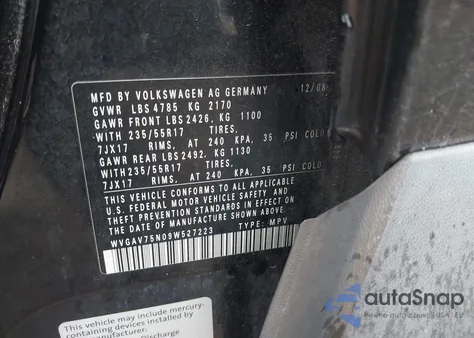 MFD BY VOLKSWAGEN AG GERMANY 12/08
GVWR LBS 4785 KG 2170
GAWR FRONT LBS 2426, KG 1100
WITH 235/55R17 TIRES,
7JX17 RIMS, AT 240 KPA, 35 PSI COLD
GAWR REAR LBS 2492, KG 1130
WITH 235/55R17 TIRES,
7JX17 RIMS, AT 240 KPA, 35 PSI COLD
THIS VEHICLE CONFORMS TO ALL APPLICABLE
U.S. FEDERAL MOTOR VEHICLE SAFETY AND
THEFT PREVENTION STANDARDS IN EFFECT ON
THE DATE OF MANUFACTURE SHOWN ABOVE.
WVGAV75N09W527223 TYPE: MPV
This vehicle may include mercury-
containing devices installed by
Discharge
autoSnap